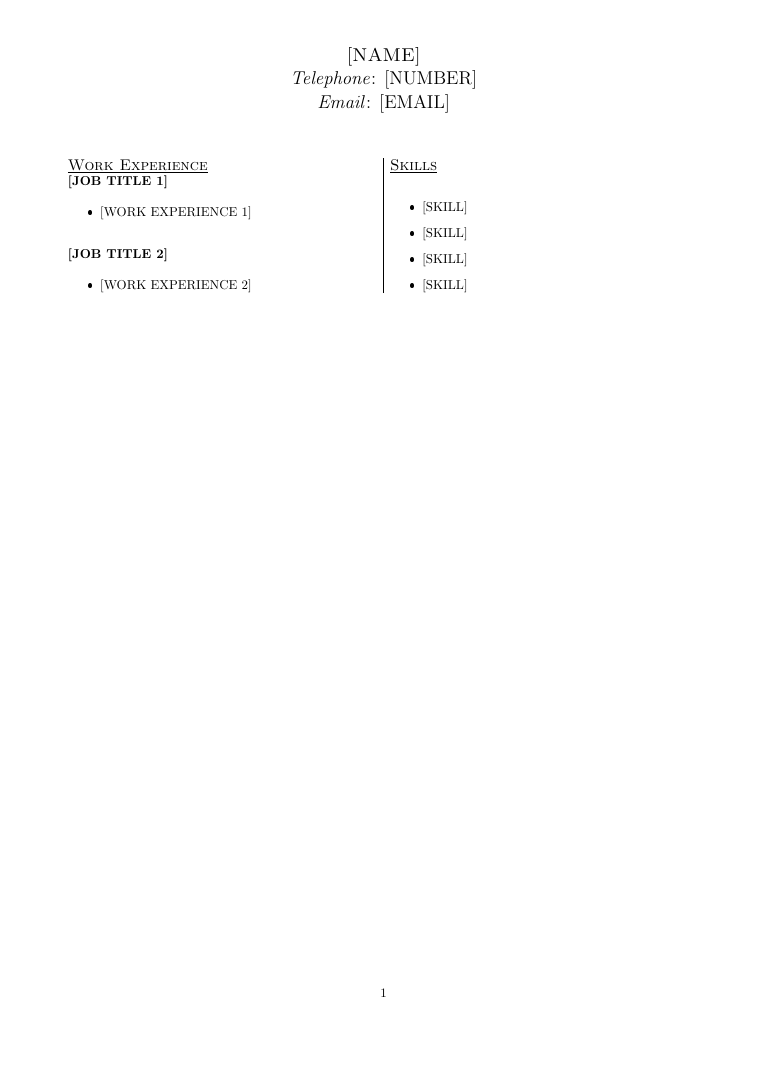 [NAME]
Telephone: [NUMBER]
Email: [EMAIL]
Work Experience
[JOB TITLE 1]
• [WORK EXPERIENCE 1]
[JOB TITLE 2]
• [WORK EXPERIENCE 2]
Skills
• [SKILL]
• [SKILL]
• [SKILL]
• [SKILL]
1